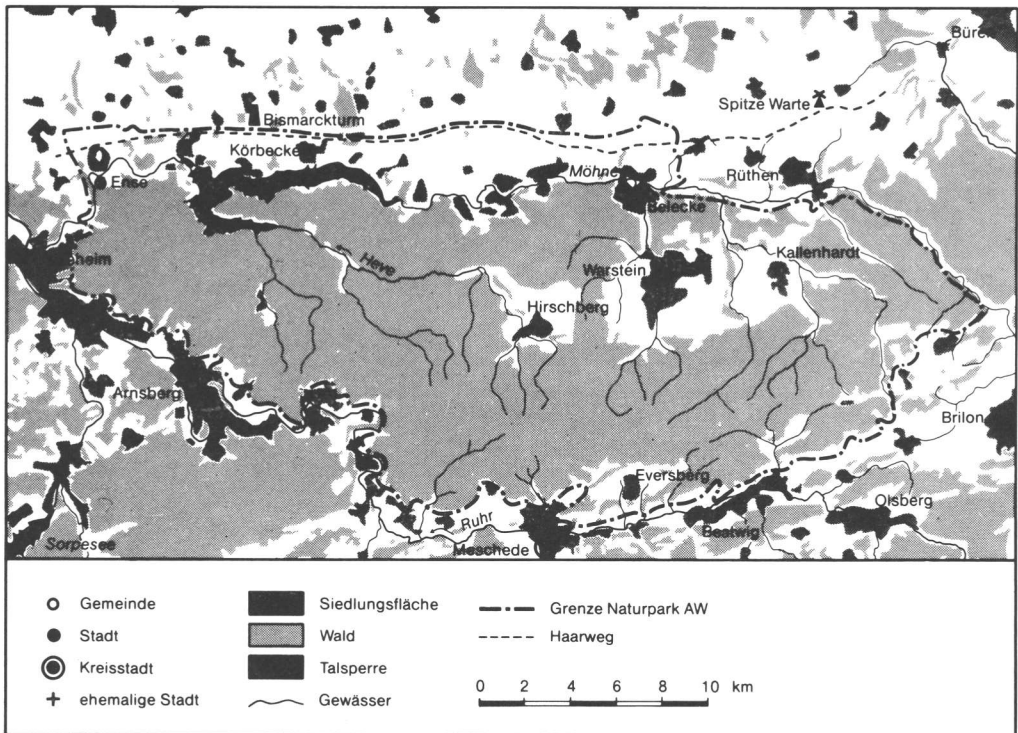 Büren
Spitze Warte
Bismarckturm
Körbecke
Möhne
Rüthen
Ense
Belecke
heim
Heve
Warstein
Kallenhardt
Hirschberg
Arnsberg
Brilon
Eversberg
Olsberg
Ruhr
Bestwig
Sorpesee
Meschede
Gemeinde
Siedlungsfläche
Grenze Naturpark AW
Stadt
Wald
Haarweg
Kreisstadt
Talsperre
ehemalige Stadt
Gewässer
0 2 4 6 8 10 km